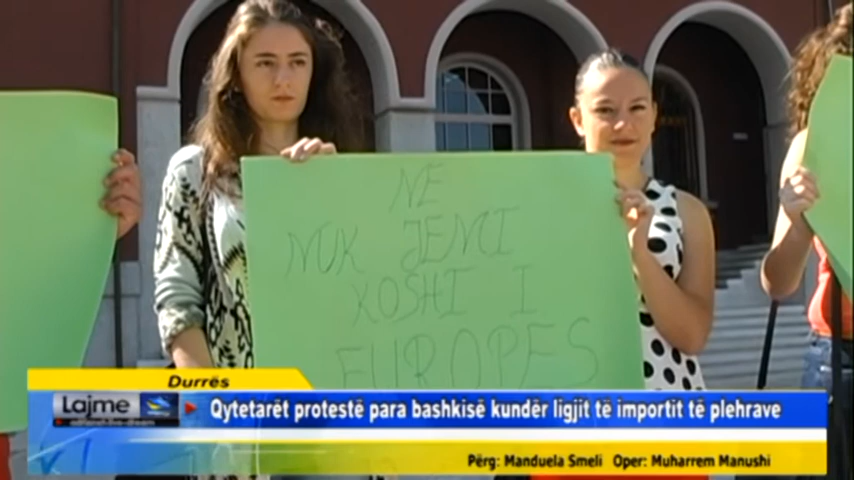 NE
NUK JEMI
KOSHI I
EUROPES
Durrës
Lajme
Qytetarët protestë para bashkisë kundër ligjit të importit të plehrave
Përg: Manduela Smeli Oper: Muharrem Manushi